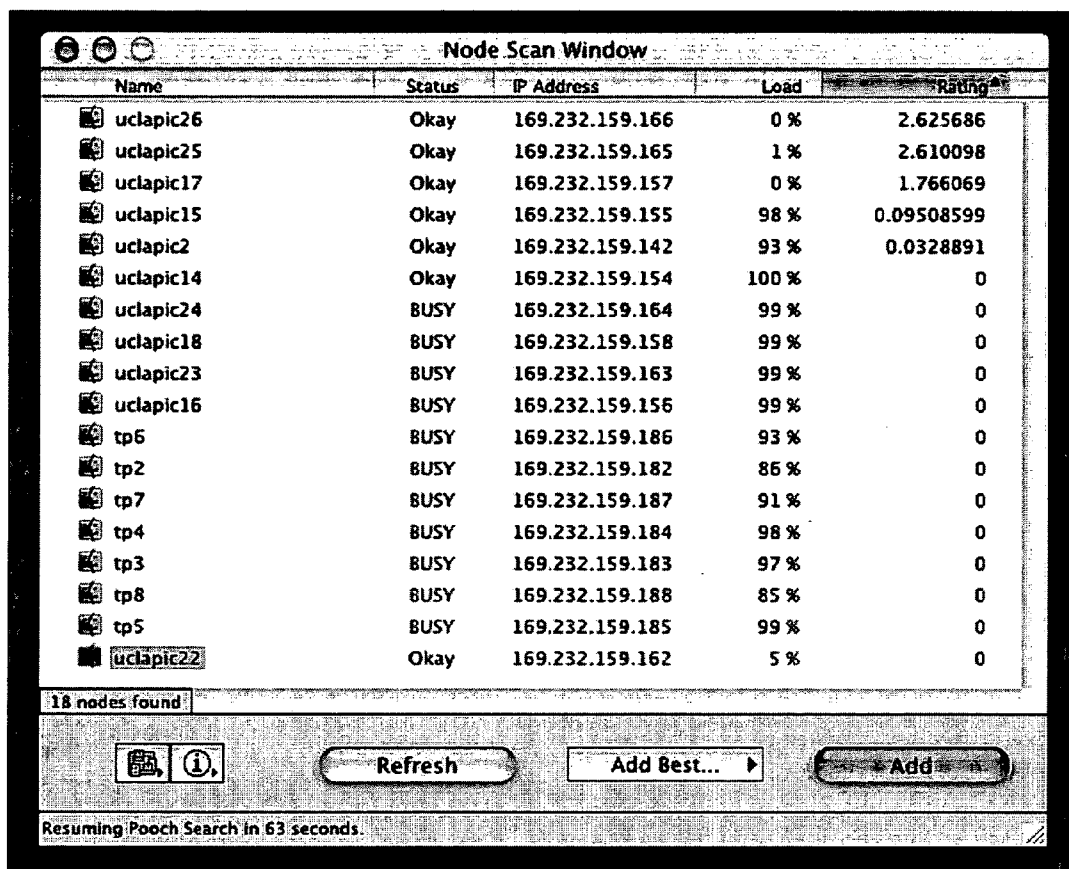 Node Scan Window
Name Status IP Address Load Rating
uclapic26 Okay 169.232.159.166 0 % 2.625686
uclapic25 Okay 169.232.159.165 1 % 2.610098
uclapic17 Okay 169.232.159.157 0 % 1.766069
uclapic15 Okay 169.232.159.155 98 % 0.09508599
uclapic2 Okay 169.232.159.142 93 % 0.0328891
uclapic14 Okay 169.232.159.154 100 % 0
uclapic24 BUSY 169.232.159.164 99 % 0
uclapic18 BUSY 169.232.159.158 99 % 0
uclapic23 BUSY 169.232.159.163 99 % 0
uclapic16 BUSY 169.232.159.156 99 % 0
tp6 BUSY 169.232.159.186 93 % 0
tp2 BUSY 169.232.159.182 86 % 0
tp7 BUSY 169.232.159.187 91 % 0
tp4 BUSY 169.232.159.184 98 % 0
tp3 BUSY 169.232.159.183 97 % 0
tp8 BUSY 169.232.159.188 85 % 0
tp5 BUSY 169.232.159.185 99 % 0
uclapic22 Okay 169.232.159.162 5 % 0
18 nodes found
Refresh Add Best... Add
Resuming Pooch Search in 63 seconds.